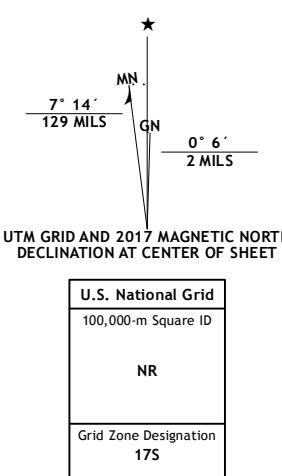 ★
MN
7° 14´
129 MILS
GN
0° 6´
2 MILS
UTM GRID AND 2017 MAGNETIC NORTH
DECLINATION AT CENTER OF SHEET
U.S. National Grid
100,000-m Square ID
NR
Grid Zone Designation
17S